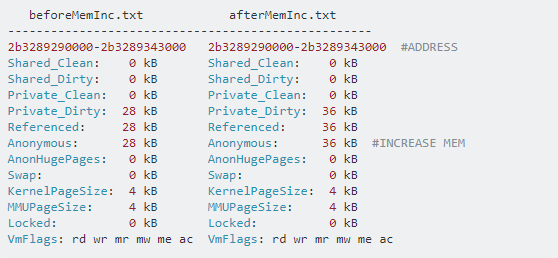 beforeMemInc.txt            afterMemInc.txt
---------------------------------------------------
2b3289290000-2b3289343000   2b3289290000-2b3289343000  #ADDRESS
Shared_Clean:    0 kB       Shared_Clean:    0 kB
Shared_Dirty:    0 kB       Shared_Dirty:    0 kB
Private_Clean:   0 kB       Private_Clean:   0 kB
Private_Dirty:  28 kB       Private_Dirty:  36 kB
Referenced:     28 kB       Referenced:     36 kB
Anonymous:      28 kB       Anonymous:      36 kB  #INCREASE MEM
AnonHugePages:   0 kB       AnonHugePages:   0 kB
Swap:            0 kB       Swap:            0 kB
KernelPageSize:  4 kB       KernelPageSize:  4 kB
MMUPageSize:     4 kB       MMUPageSize:     4 kB
Locked:          0 kB       Locked:          0 kB
VmFlags: rd wr mr mw me ac  VmFlags: rd wr mr mw me ac